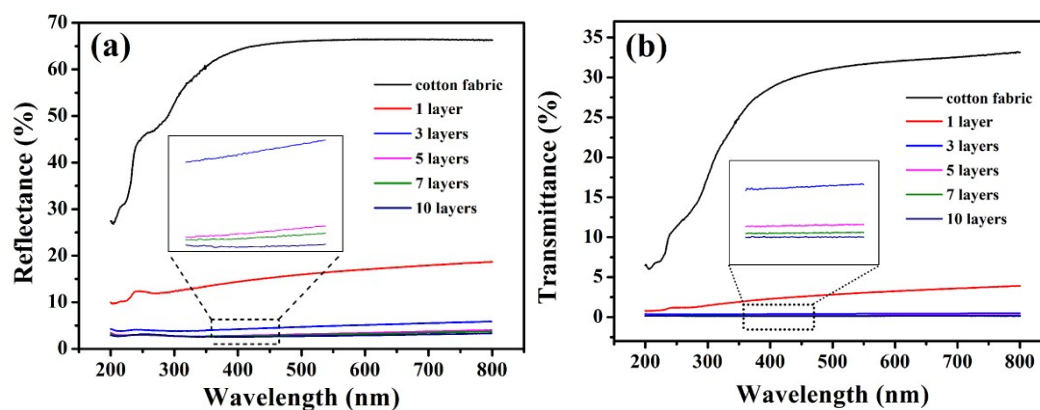 (a)
Reflectance (%)
70
60
50
40
30
20
10
0
cotton fabric
1 layer
3 layers
5 layers
7 layers
10 layers
200 300 400 500 600 700 800
Wavelength (nm)
(b)
Transmittance (%)
35
30
25
20
15
10
5
0
cotton fabric
1 layer
3 layers
5 layers
7 layers
10 layers
200 300 400 500 600 700 800
Wavelength (nm)